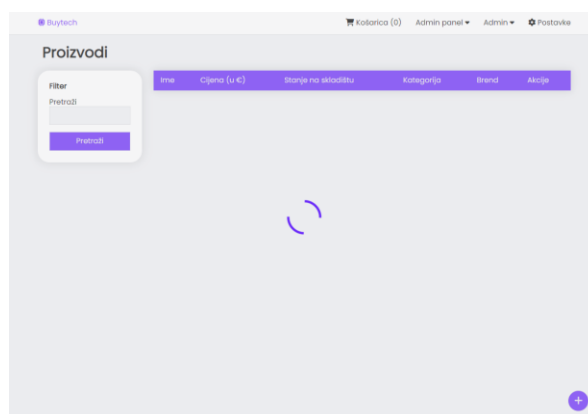 Buytech
Košarica (0) Admin panel Admin Postavke
Proizvodi
Filter
Pretraži
Pretraži
Ime Cijena (u €) Stanje na skladištu Kategorija Brend Akcije
+